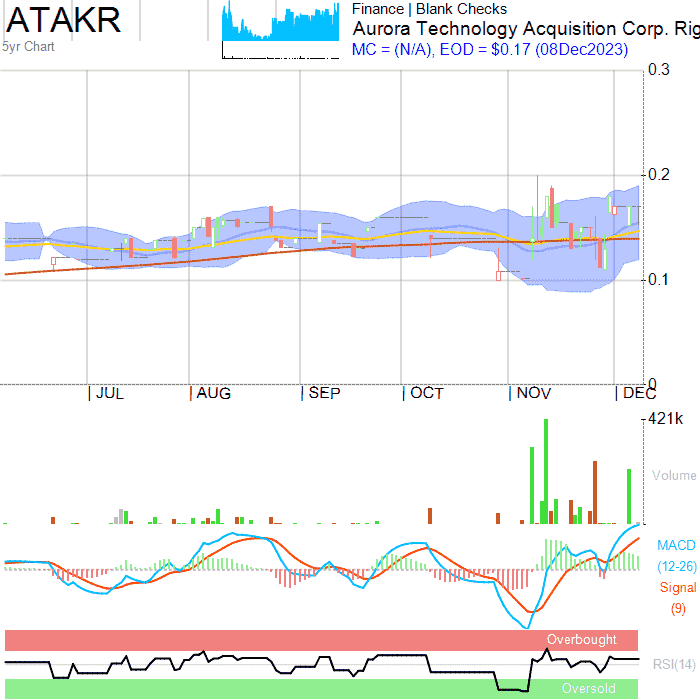 ATAKR
5yr Chart
Finance | Blank Checks
Aurora Technology Acquisition Corp. Rig
MC = (N/A), EOD = $0.17 (08Dec2023)
0.3
0.2
0.1
0
JUL AUG SEP OCT NOV DEC
421k
Volume
MACD
(12-26)
Signal
(9)
Overbought
RSI(14)
Oversold